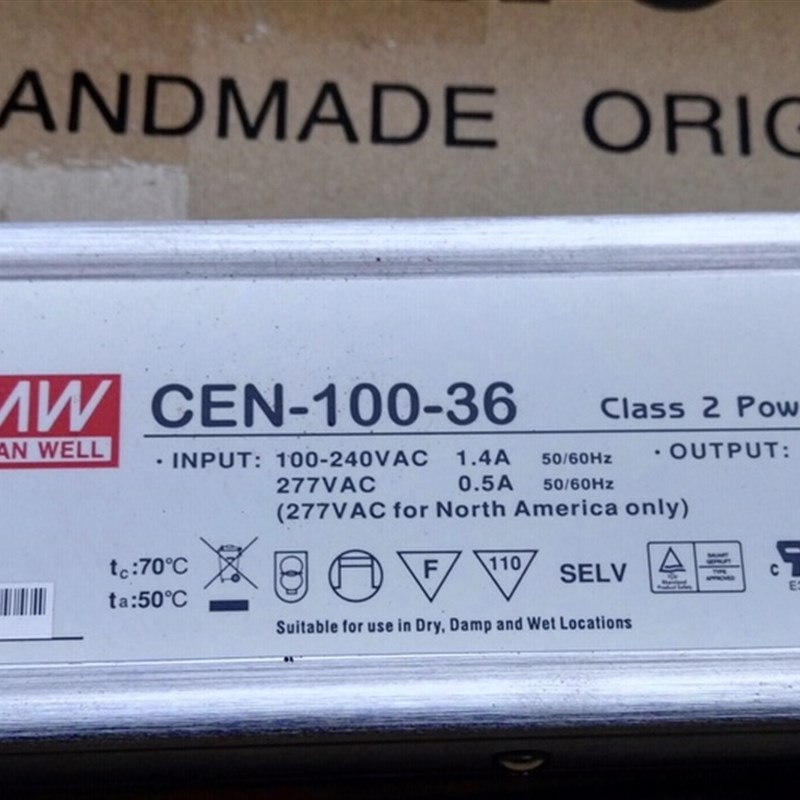 ANDMADE ORIG
MW
AN WELL
CEN-100-36 Class 2 Pow
· INPUT: 100-240VAC 1.4A 50/60Hz · OUTPUT:
277VAC 0.5A 50/60Hz
(277VAC for North America only)
tc:70℃
ta:50℃
F
110
SELV
c
Suitable for use in Dry, Damp and Wet Locations